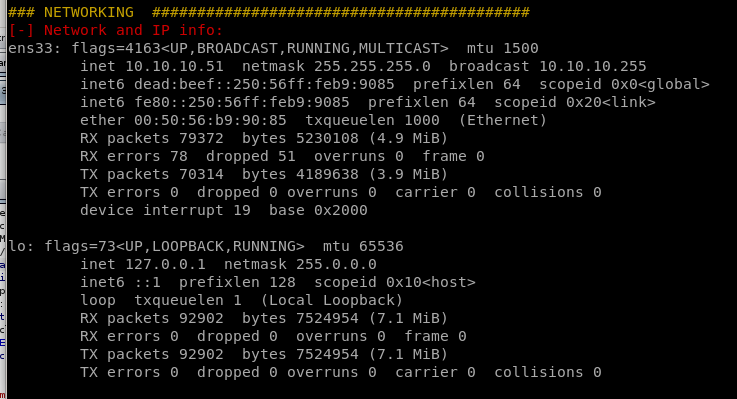 ### NETWORKING  ##########################################
[-] Network and IP info:
ens33: flags=4163<UP,BROADCAST,RUNNING,MULTICAST>  mtu 1500
        inet 10.10.10.51  netmask 255.255.255.0  broadcast 10.10.10.255
        inet6 dead:beef::250:56ff:feb9:9085  prefixlen 64  scopeid 0x0<global>
        inet6 fe80::250:56ff:feb9:9085  prefixlen 64  scopeid 0x20<link>
        ether 00:50:56:b9:90:85  txqueuelen 1000  (Ethernet)
        RX packets 79372  bytes 5230108 (4.9 MiB)
        RX errors 78  dropped 51  overruns 0  frame 0
        TX packets 70314  bytes 4189638 (3.9 MiB)
        TX errors 0  dropped 0 overruns 0  carrier 0  collisions 0
        device interrupt 19  base 0x2000
lo: flags=73<UP,LOOPBACK,RUNNING>  mtu 65536
        inet 127.0.0.1  netmask 255.0.0.0
        inet6 ::1  prefixlen 128  scopeid 0x10<host>
        loop  txqueuelen 1  (Local Loopback)
        RX packets 92902  bytes 7524954 (7.1 MiB)
        RX errors 0  dropped 0  overruns 0  frame 0
        TX packets 92902  bytes 7524954 (7.1 MiB)
        TX errors 0  dropped 0 overruns 0  carrier 0  collisions 0